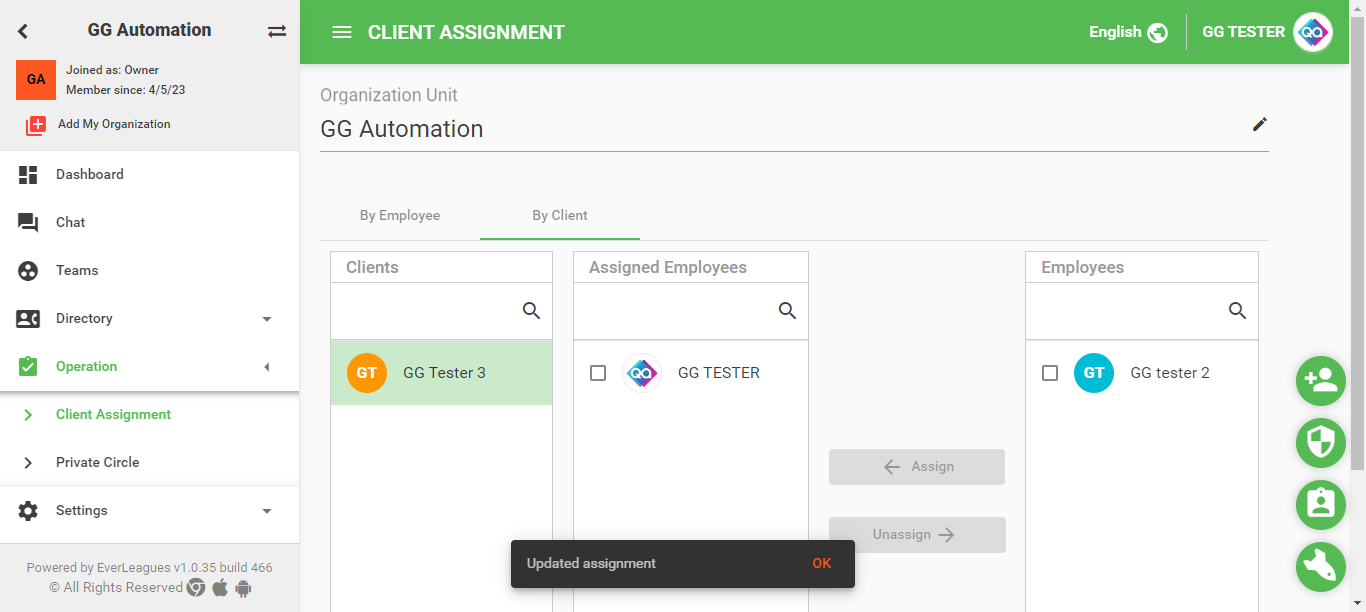 GG Automation
GA
Joined as: Owner
Member since: 4/5/23
Add My Organization
Dashboard
Chat
Teams
Directory
Operation
Client Assignment
Private Circle
Settings
Powered by EverLeagues v1.0.35 build 466
© All Rights Reserved
CLIENT ASSIGNMENT
English
GG TESTER
QA
Organization Unit
GG Automation
By Employee
By Client
Clients
GT
GG Tester 3
Assigned Employees
QA
GG TESTER
Assign
Unassign
Employees
GT
GG tester 2
Updated assignment
OK